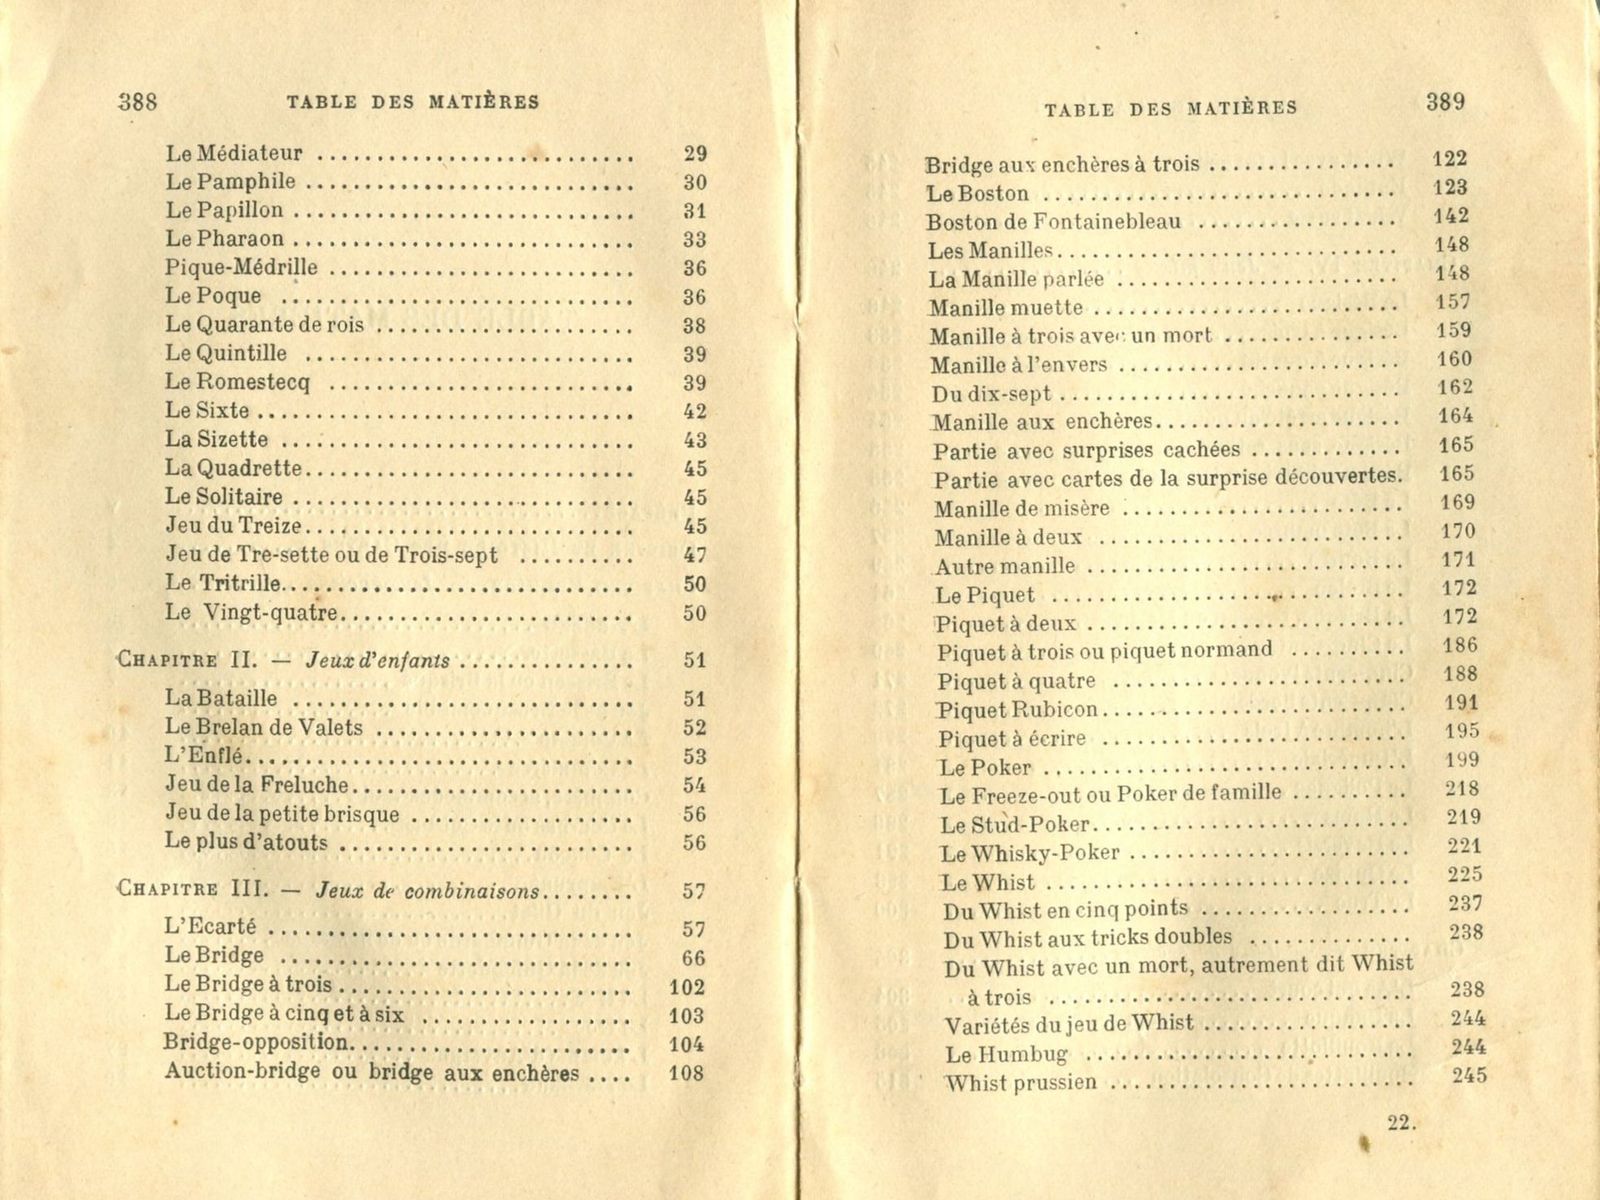 388 TABLE DES MATIÈRES
Le Médiateur ........................... 29
Le Pamphile ............................ 30
Le Papillon ............................. 31
Le Pharaon ............................. 33
Pique-Médrille .......................... 36
Le Poque .............................. 36
Le Quarante de rois ...................... 38
Le Quintille ............................ 39
Le Romestecq .......................... 39
Le Sixte ................................ 42
La Sizette .............................. 43
La Quadrette............................ 45
Le Solitaire ............................. 45
Jeu du Treize............................ 45
Jeu de Tre-sette ou de Trois-sept .......... 47
Le Tritrille.............................. 50
Le Vingt-quatre......................... 50
CHAPITRE II. — Jeux d'enfants ............... 51
La Bataille ............................. 51
Le Brelan de Valets ...................... 52
L'Enflé................................. 53
Jeu de la Freluche........................ 54
Jeu de la petite brisque ................... 56
Le plus d'atouts ......................... 56
CHAPITRE III. — Jeux de combinaisons........ 57
L'Ecarté ............................... 57
Le Bridge .............................. 66
Le Bridge à trois ......................... 102
Le Bridge à cinq et à six .................. 103
Bridge-opposition........................ 104
Auction-bridge ou bridge aux enchères .... 108
TABLE DES MATIÈRES 389
Bridge aux enchères à trois ................ 122
Le Boston .............................. 123
Boston de Fontainebleau ................. 142
Les Manilles............................. 148
La Manille parlée ........................ 148
Manille muette .......................... 157
Manille à trois avec un mort ............... 159
Manille à l'envers ........................ 160
Du dix-sept ............................. 162
Manille aux enchères..................... 164
Partie avec surprises cachées ............. 165
Partie avec cartes de la surprise découvertes. 165
Manille de misère ........................ 169
Manille à deux .......................... 170
Autre manille ........................... 171
Le Piquet .............................. 172
Piquet à deux ........................... 172
Piquet à trois ou piquet normand .......... 186
Piquet à quatre ......................... 188
Piquet Rubicon.......................... 191
Piquet à écrire .......................... 195
Le Poker ............................... 199
Le Freeze-out ou Poker de famille .......... 218
Le Stud-Poker........................... 219
Le Whisky-Poker ........................ 221
Le Whist ............................... 225
Du Whist en cinq points .................. 237
Du Whist aux tricks doubles .............. 238
Du Whist avec un mort, autrement dit Whist
à trois ............................... 238
Variétés du jeu de Whist .................. 244
Le Humbug ............................ 244
Whist prussien .......................... 245
22.